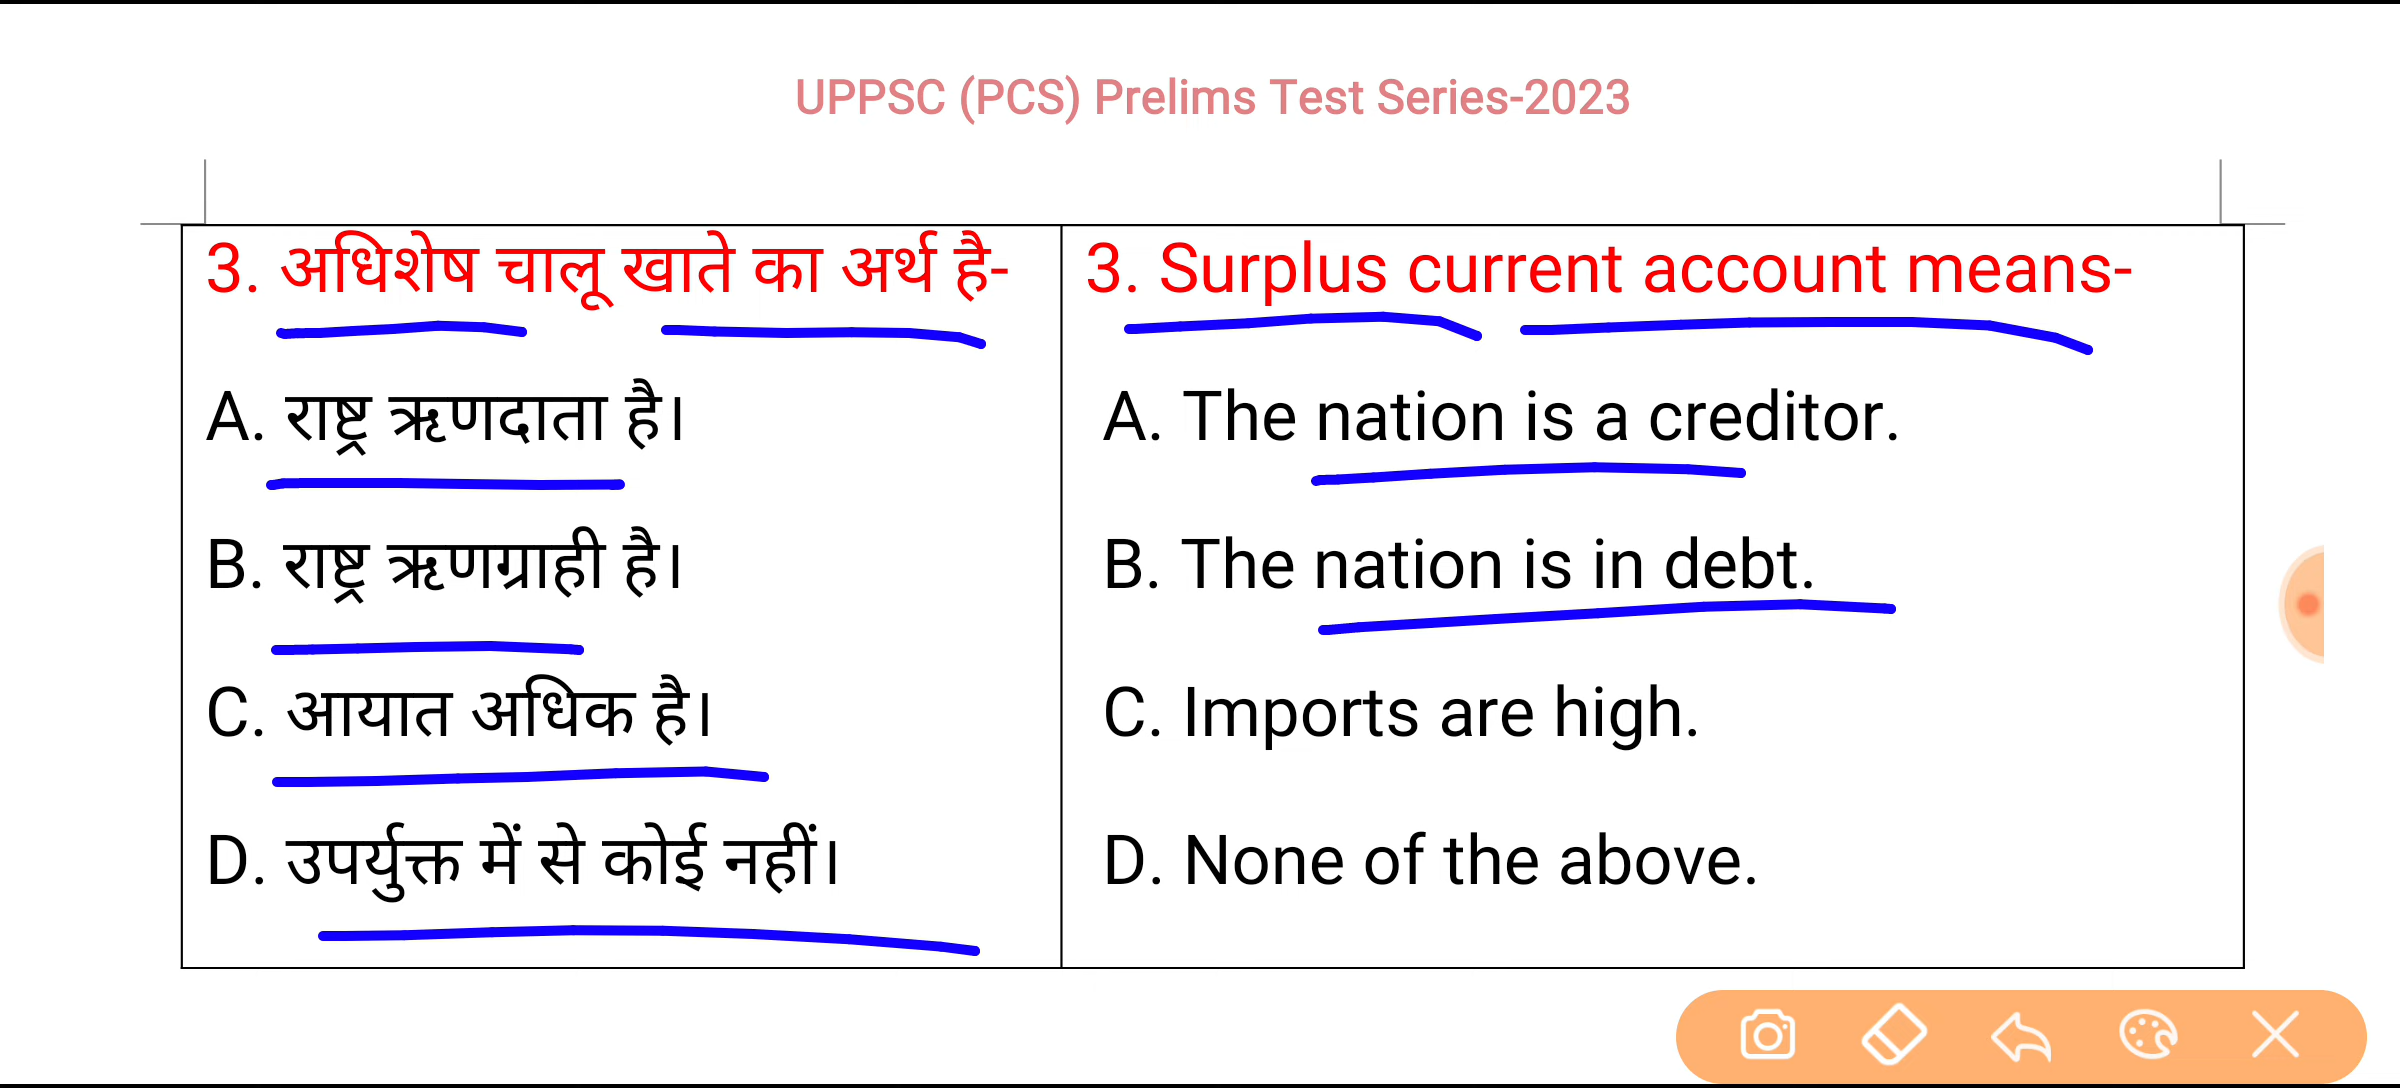 UPPSC (PCS) Prelims Test Series-2023
3. अधिशेष चालू खाते का अर्थ है-
A. राष्ट्र ऋणदाता है।
B. राष्ट्र ऋणग्राही है।
C. आयात अधिक है।
D. उपर्युक्त में से कोई नहीं।
3. Surplus current account means-
A. The nation is a creditor.
B. The nation is in debt.
C. Imports are high.
D. None of the above.